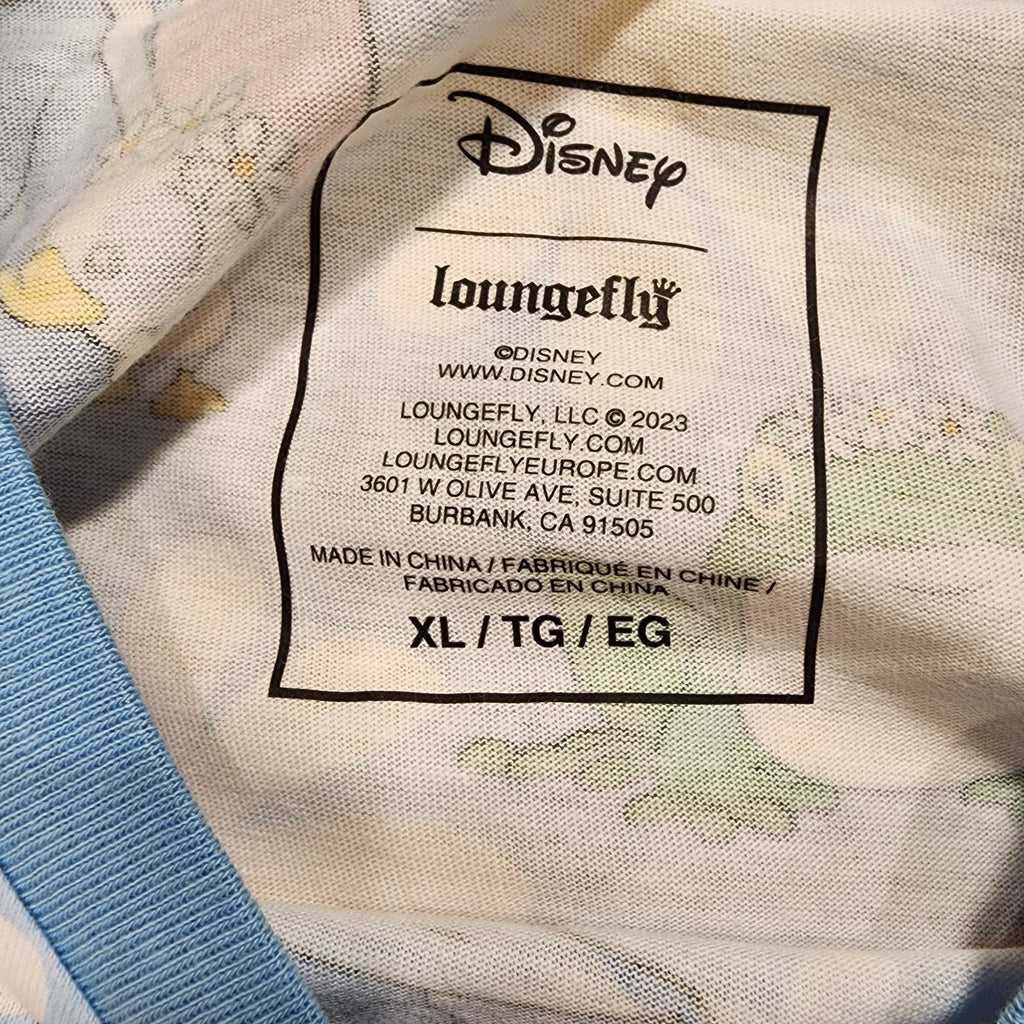 Disney
loungefly
©DISNEY
WWW.DISNEY.COM
LOUNGEFLY, LLC © 2023
LOUNGEFLY.COM
LOUNGEFLYEUROPE.COM
3601 W OLIVE AVE, SUITE 500
BURBANK, CA 91505
MADE IN CHINA / FABRIQUÉ EN CHINE /
FABRICADO EN CHINA
XL / TG / EG